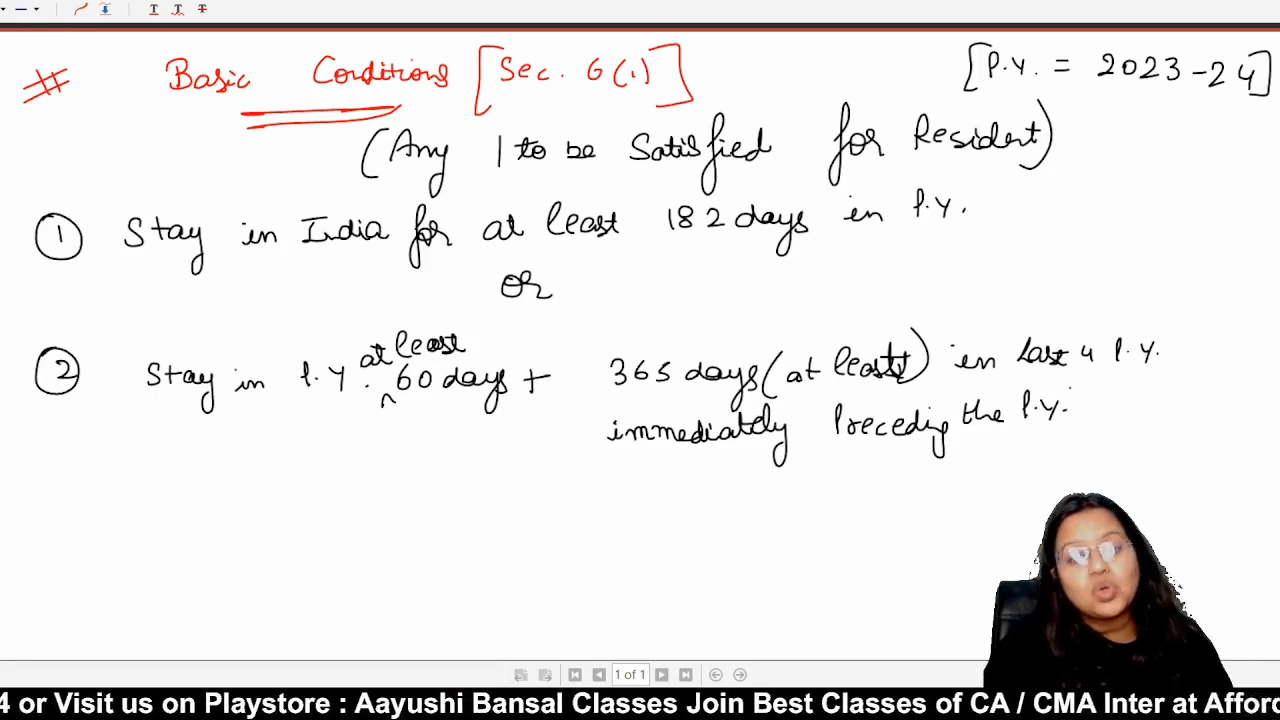 # Basic Conditions [Sec. 6(1)]
[P.Y. = 2023-24]
(Any 1 to be Satisfied for Resident)
① Stay in India for at least 182 days in P.Y.
or
② Stay in P.Y. at least 60 days + 365 days (at least) in last 4 P.Y.
immediately Preceding the P.Y.
1 of 1
4 or Visit us on Playstore : Aayushi Bansal Classes Join Best Classes of CA / CMA Inter at Afford